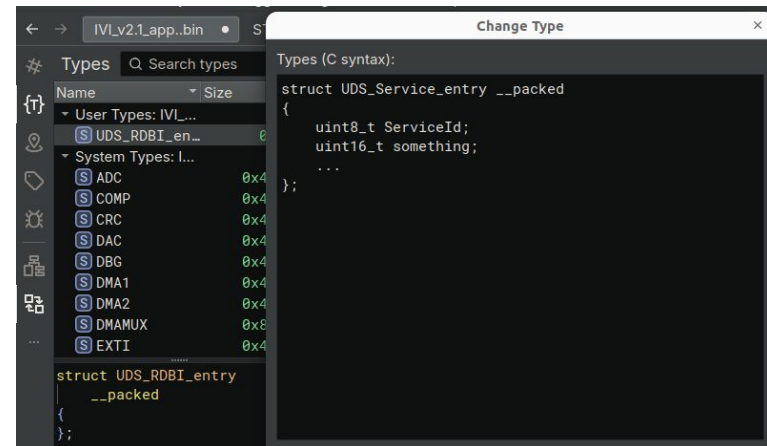 IVI_v2.1_app..bin
Change Type
Types
Search types
Types (C syntax):
Name
Size
User Types: IVI_...
S UDS_RDBI_en...
System Types: I...
S ADC 0x4
S COMP 0x4
S CRC 0x4
S DAC 0x4
S DBG 0x4
S DMA1 0x4
S DMA2 0x4
S DMAMUX 0x8
S EXTI 0x4
struct UDS_RDBI_entry
__packed
{
};
struct UDS_Service_entry __packed
{
uint8_t ServiceId;
uint16_t something;
...
};